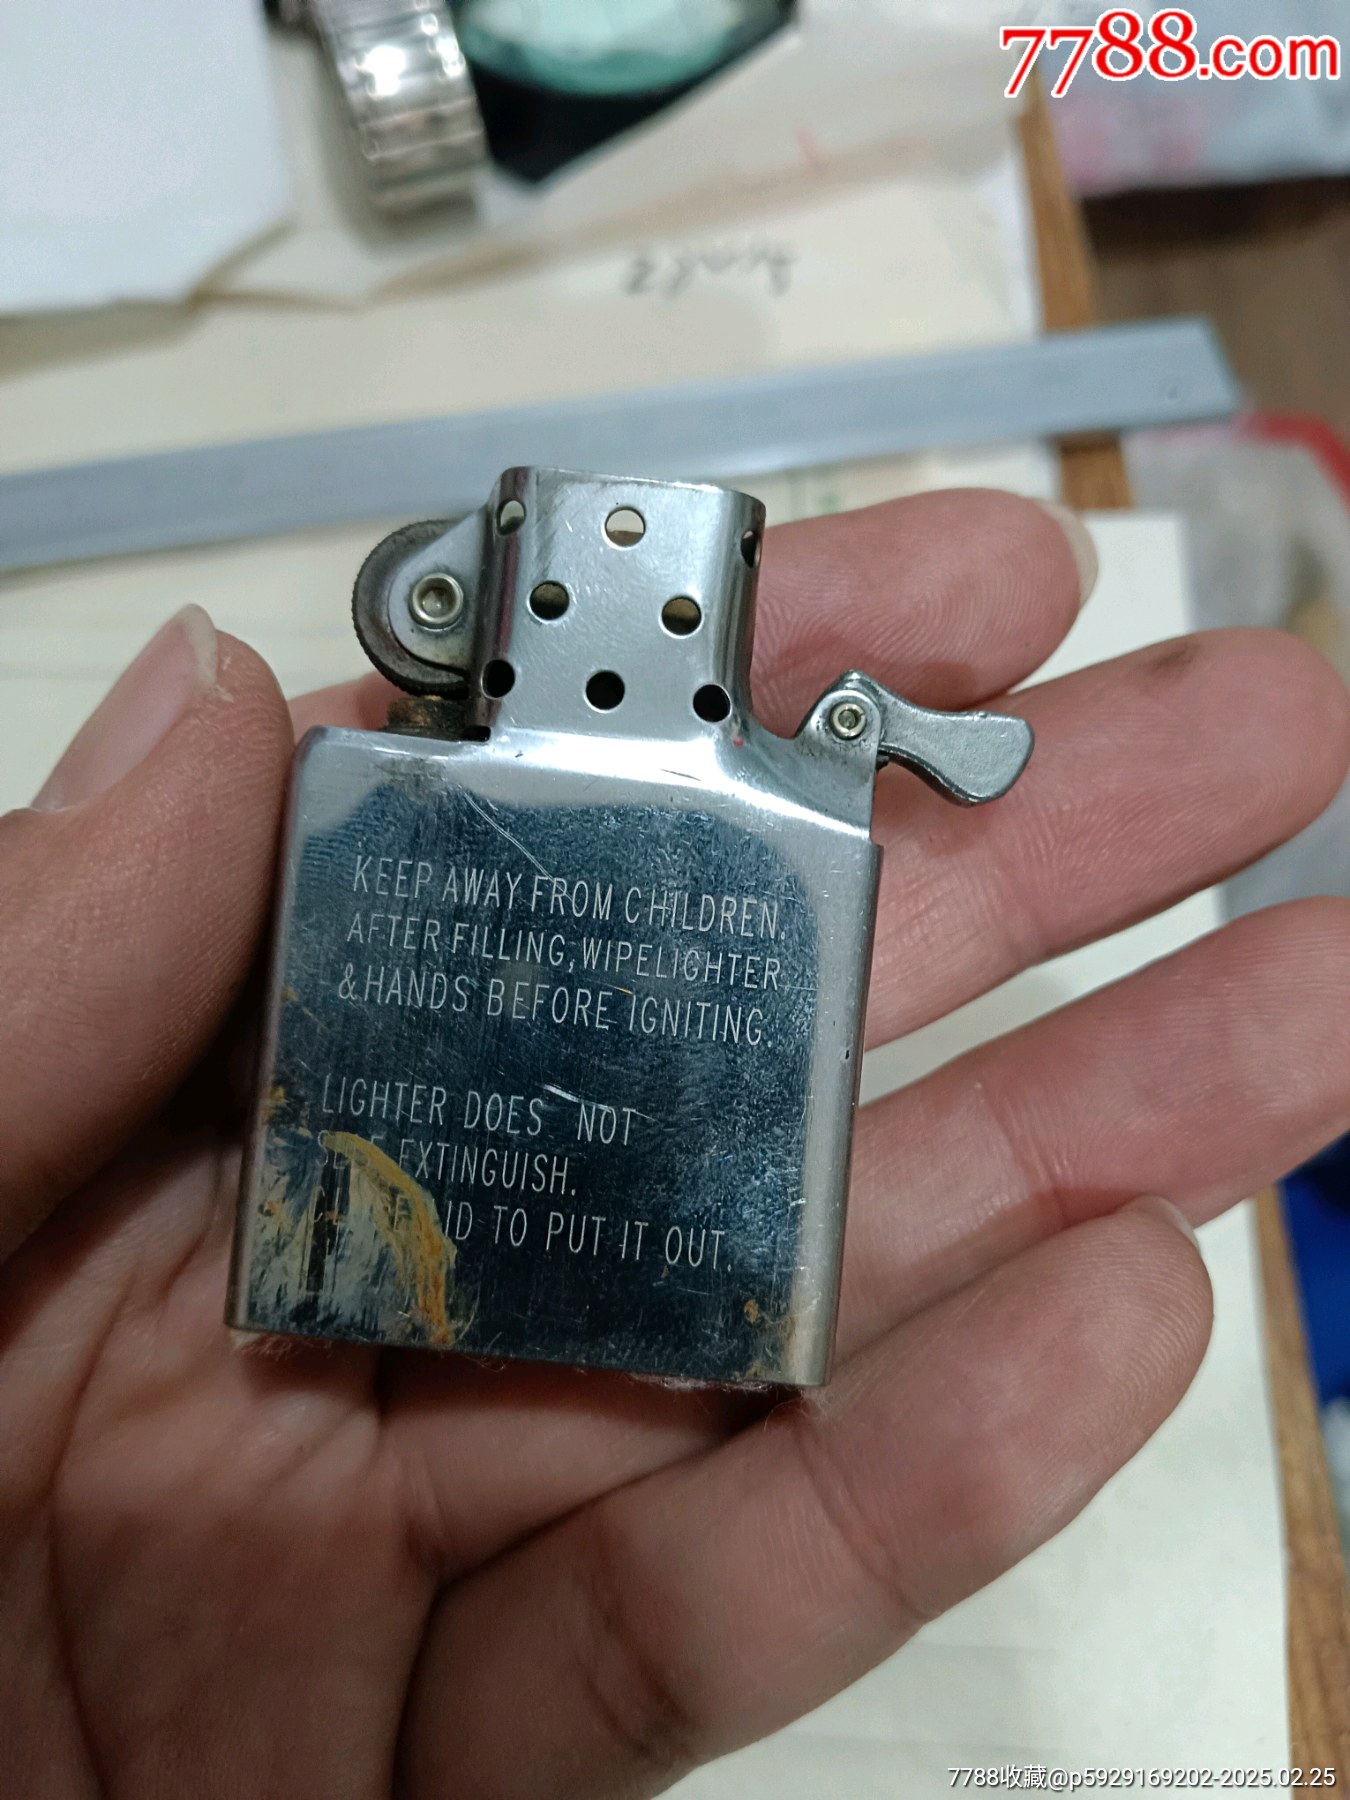 7788.com
KEEP AWAY FROM CHILDREN.
AFTER FILLING, WIPELIGHTER
& HANDS BEFORE IGNITING.
LIGHTER DOES NOT
EXTINGUISH.
TO PUT IT OUT.
7788收藏@p5929169202-2025.02.25